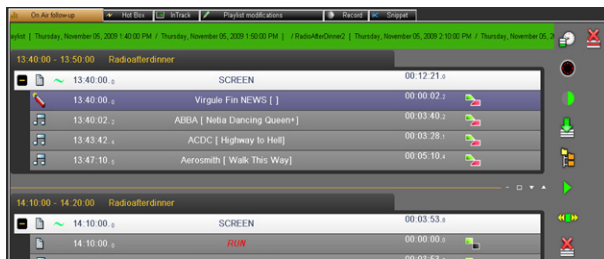 On Air follow-up Hot Box InTrack Playlist modifications Record Snippet
aylist | Thursday, November 05, 2009 1:40:00 PM / Thursday, November 05, 2009 1:50:00 PM | / RadioAfterDinner2 | Thursday, November 05, 2009 2:10:00 PM / Thursday, November 05, 2
13:40:00 - 13:50:00 Radioafterdinner
13:40:00.0 SCREEN 00:12:21.3
13:40:00.0 Virgule Fin NEWS [ ] 00:00:02.2
13:40:02.2 ABBA [ Netia Dancing Queen+] 00:03:40.2
13:43:42.4 ACDC [ Highway to Hell] 00:03:28.1
13:47:10.5 Aerosmith [ Walk This Way] 00:05:10.4
14:10:00 - 14:20:00 Radioafterdinner
14:10:00.0 SCREEN 00:03:53.8
14:10:00.0 RUN 00:00:00.0